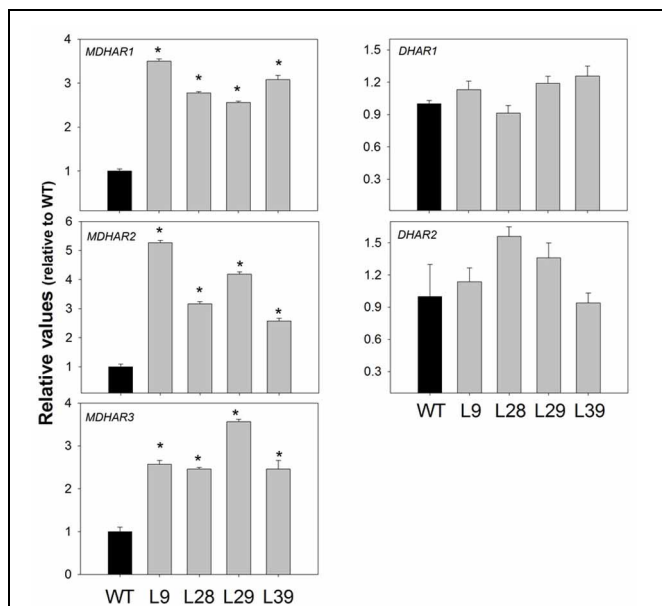 Relative values (relative to WT)
MDHAR1
4
3
2
1
* * * *
MDHAR2
6
5
4
3
2
1
* * * *
MDHAR3
4
3
2
1
0
* * * *
WT L9 L28 L29 L39
DHAR1
1.5
1.2
0.9
0.6
0.3
DHAR2
1.5
1.2
0.9
0.6
0.3
WT L9 L28 L29 L39